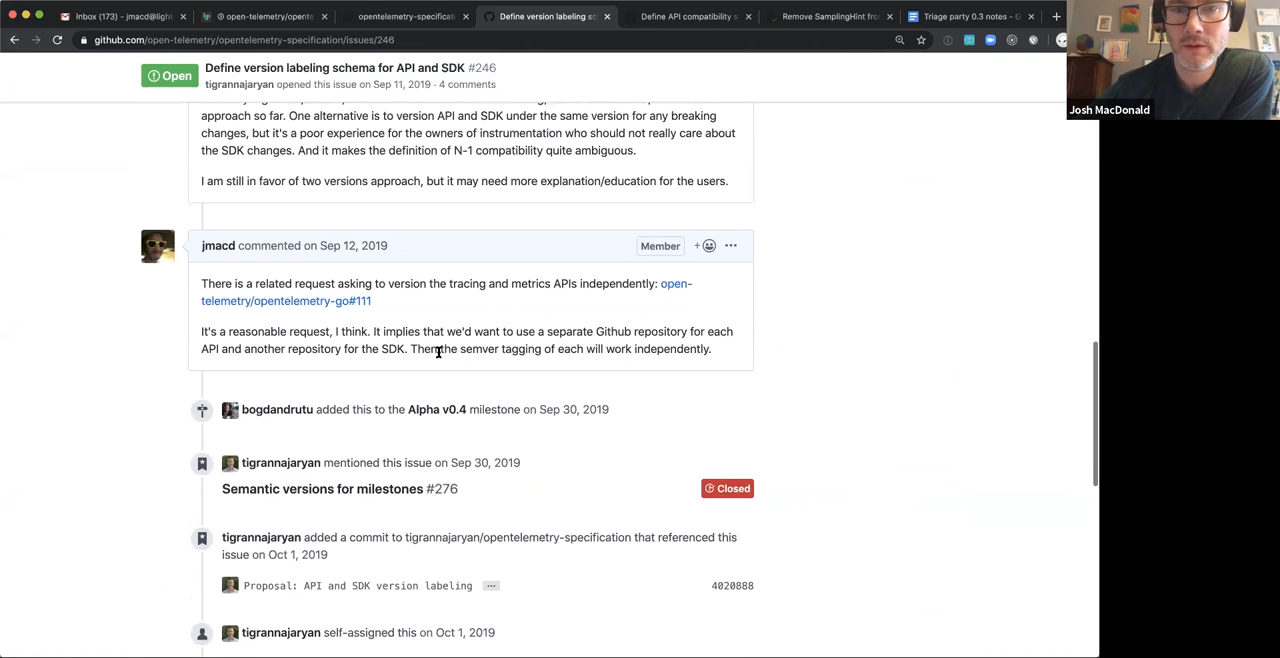 Inbox (173) - jmacd@light
open-telemetry/opente
opentelemetry-specificati
Define version labeling sc
Define API compatibility s
Remove SamplingHint fro
Triage party 0.3 notes - G
github.com/open-telemetry/opentelemetry-specification/issues/246
Open
Define version labeling schema for API and SDK #246
tigrannajaryan opened this issue on Sep 11, 2019 · 4 comments
approach so far. One alternative is to version API and SDK under the same version for any breaking
changes, but it's a poor experience for the owners of instrumentation who should not really care about
the SDK changes. And it makes the definition of N-1 compatibility quite ambiguous.
I am still in favor of two versions approach, but it may need more explanation/education for the users.
jmacd commented on Sep 12, 2019
Member
There is a related request asking to version the tracing and metrics APIs independently: open-
telemetry/opentelemetry-go#111
It's a reasonable request, I think. It implies that we'd want to use a separate Github repository for each
API and another repository for the SDK. Then the semver tagging of each will work independently.
bogdandrutu added this to the Alpha v0.4 milestone on Sep 30, 2019
tigrannajaryan mentioned this issue on Sep 30, 2019
Semantic versions for milestones #276
Closed
tigrannajaryan added a commit to tigrannajaryan/opentelemetry-specification that referenced this
issue on Oct 1, 2019
Proposal: API and SDK version labeling
4020888
tigrannajaryan self-assigned this on Oct 1, 2019
Josh MacDonald